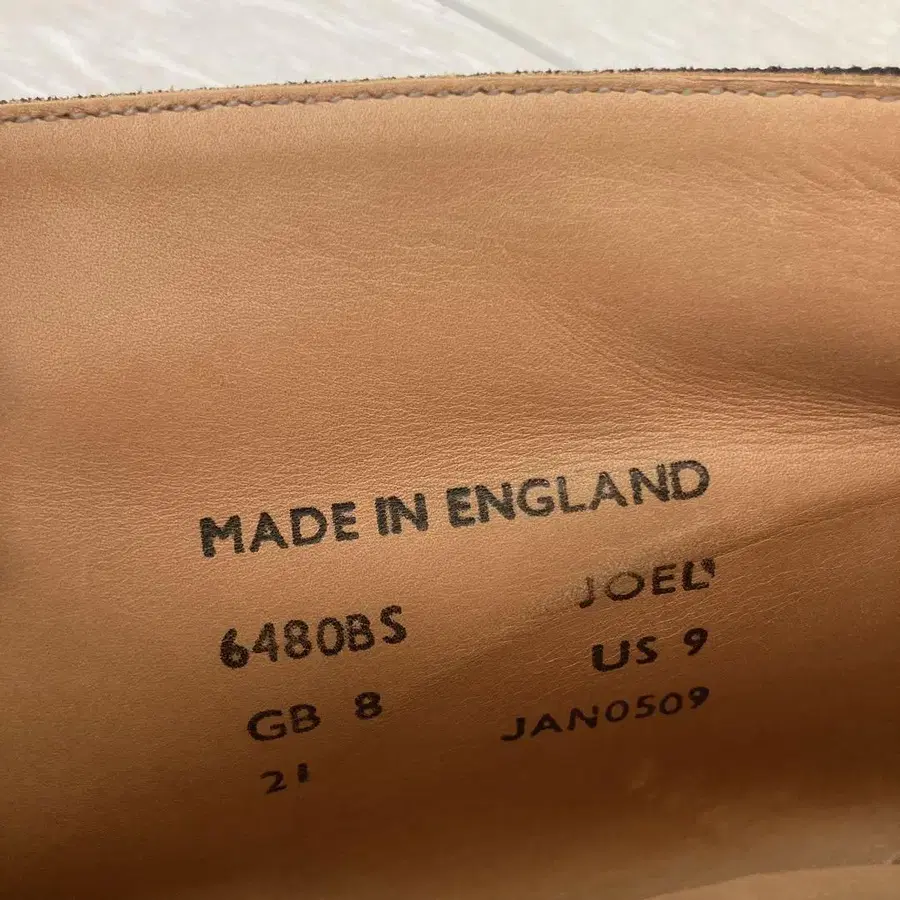 MADE IN ENGLAND
6480BS JOEL
GB 8 US 9
21 JAN0509